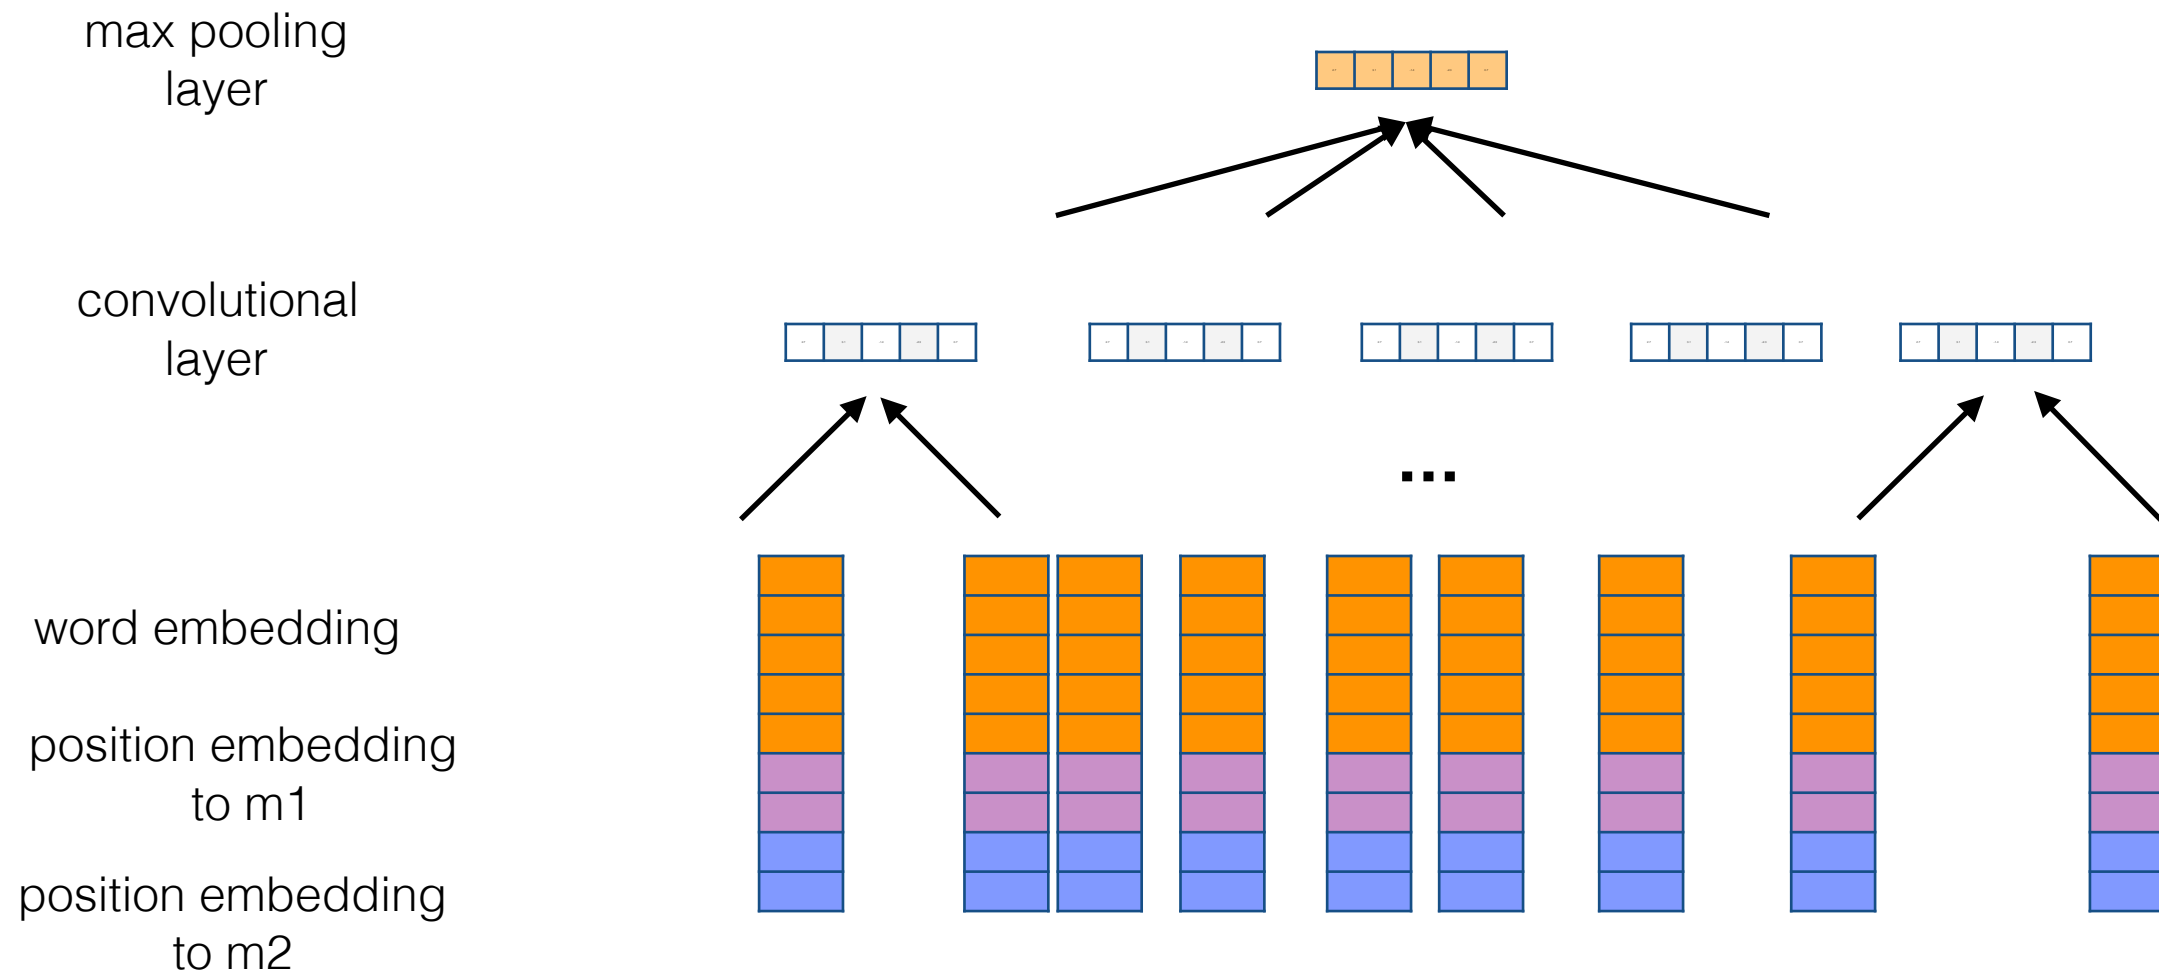 max pooling
layer
convolutional
layer
...
word embedding
position embedding
to m1
position embedding
to m2